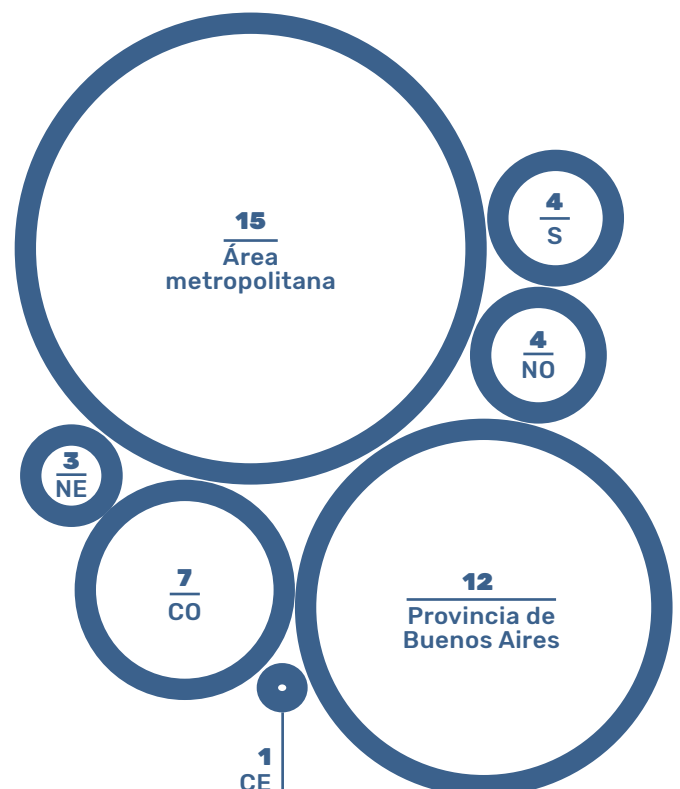 15
Área
metropolitana
4
S
4
NO
3
NE
7
CO
12
Provincia de
Buenos Aires
1
CE